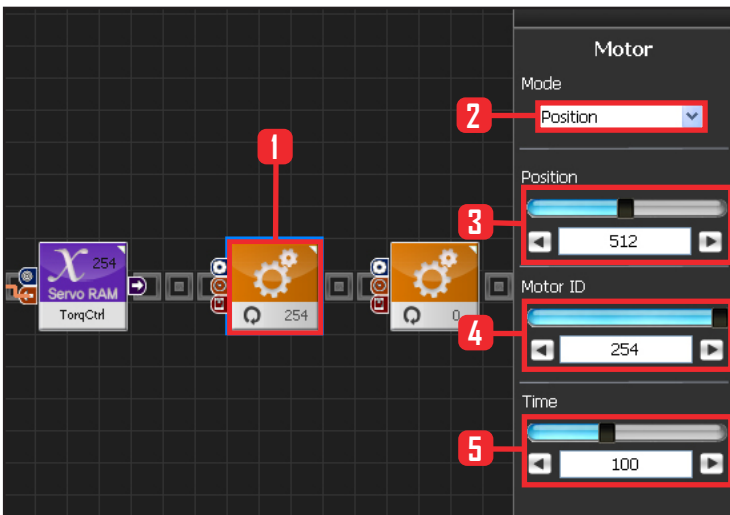 Motor
Mode
2
Position
1
Position
3
512
254
Servo RAM
TorqCtrl
254
0
Motor ID
4
254
Time
5
100